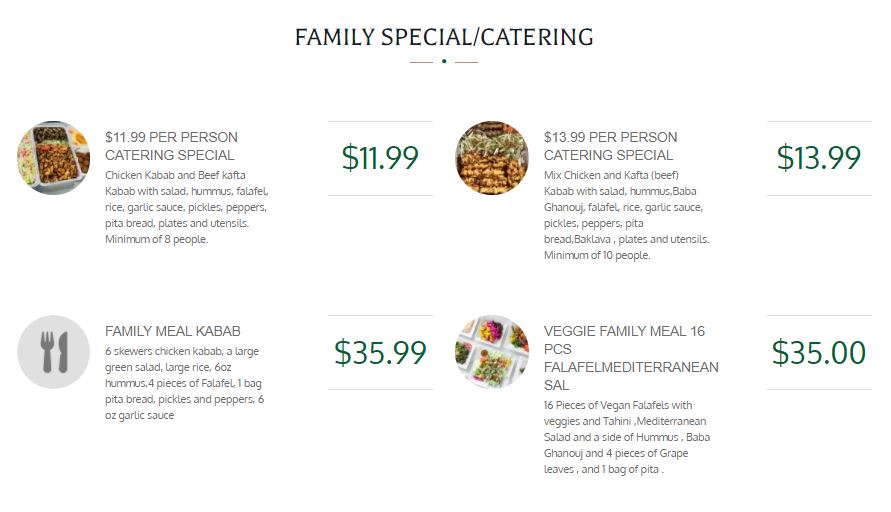 FAMILY SPECIAL/CATERING
$11.99 PER PERSON
CATERING SPECIAL
Chicken Kabab and Beef kafta
Kabab with salad, hummus, falafel,
rice, garlic sauce, pickles, peppers,
pita bread, plates and utensils.
Minimum of 8 people.
$11.99
$13.99 PER PERSON
CATERING SPECIAL
Mix Chicken and Kafta (beef)
Kabab with salad, hummus,Baba
Ghanouj, falafel, rice, garlic sauce,
pickles, peppers, pita
bread,Baklava , plates and utensils.
Minimum of 10 people.
$13.99
FAMILY MEAL KABAB
6 skewers chicken kabab, a large
green salad, large rice, 6oz
hummus,4 pieces of Falafel, 1 bag
pita bread, pickles and peppers, 6
oz garlic sauce
$35.99
VEGGIE FAMILY MEAL 16
PCS
FALAFELMEDITERRANEAN
SAL
16 Pieces of Vegan Falafels with
veggies and Tahini ,Mediterranean
Salad and a side of Hummus , Baba
Ghanouj and 4 pieces of Grape
leaves , and 1 bag of pita .
$35.00